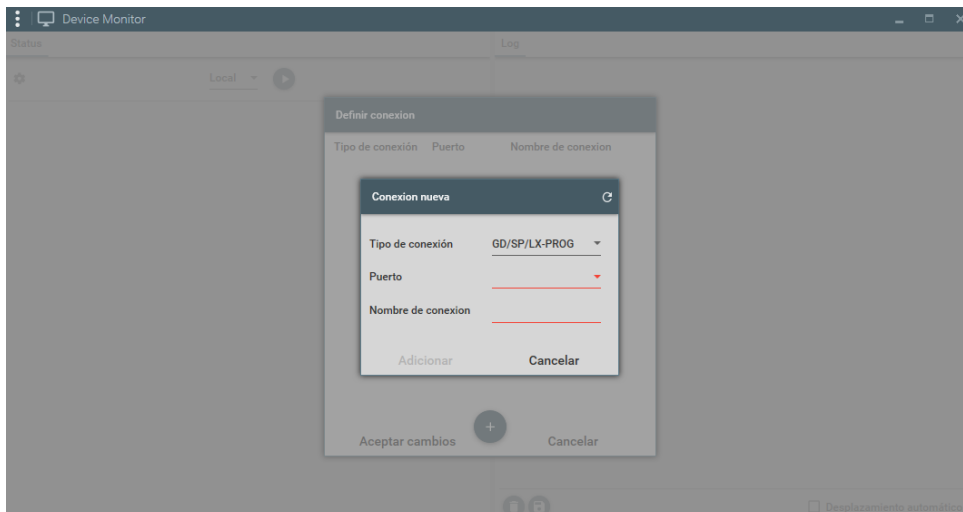 Device Monitor
Status
Log
Local
Definir conexion
Tipo de conexión Puerto Nombre de conexion
Conexion nueva
Tipo de conexión GD/SP/LX-PROG
Puerto
Nombre de conexion
Adicionar Cancelar
Aceptar cambios Cancelar
Desplazamiento automático